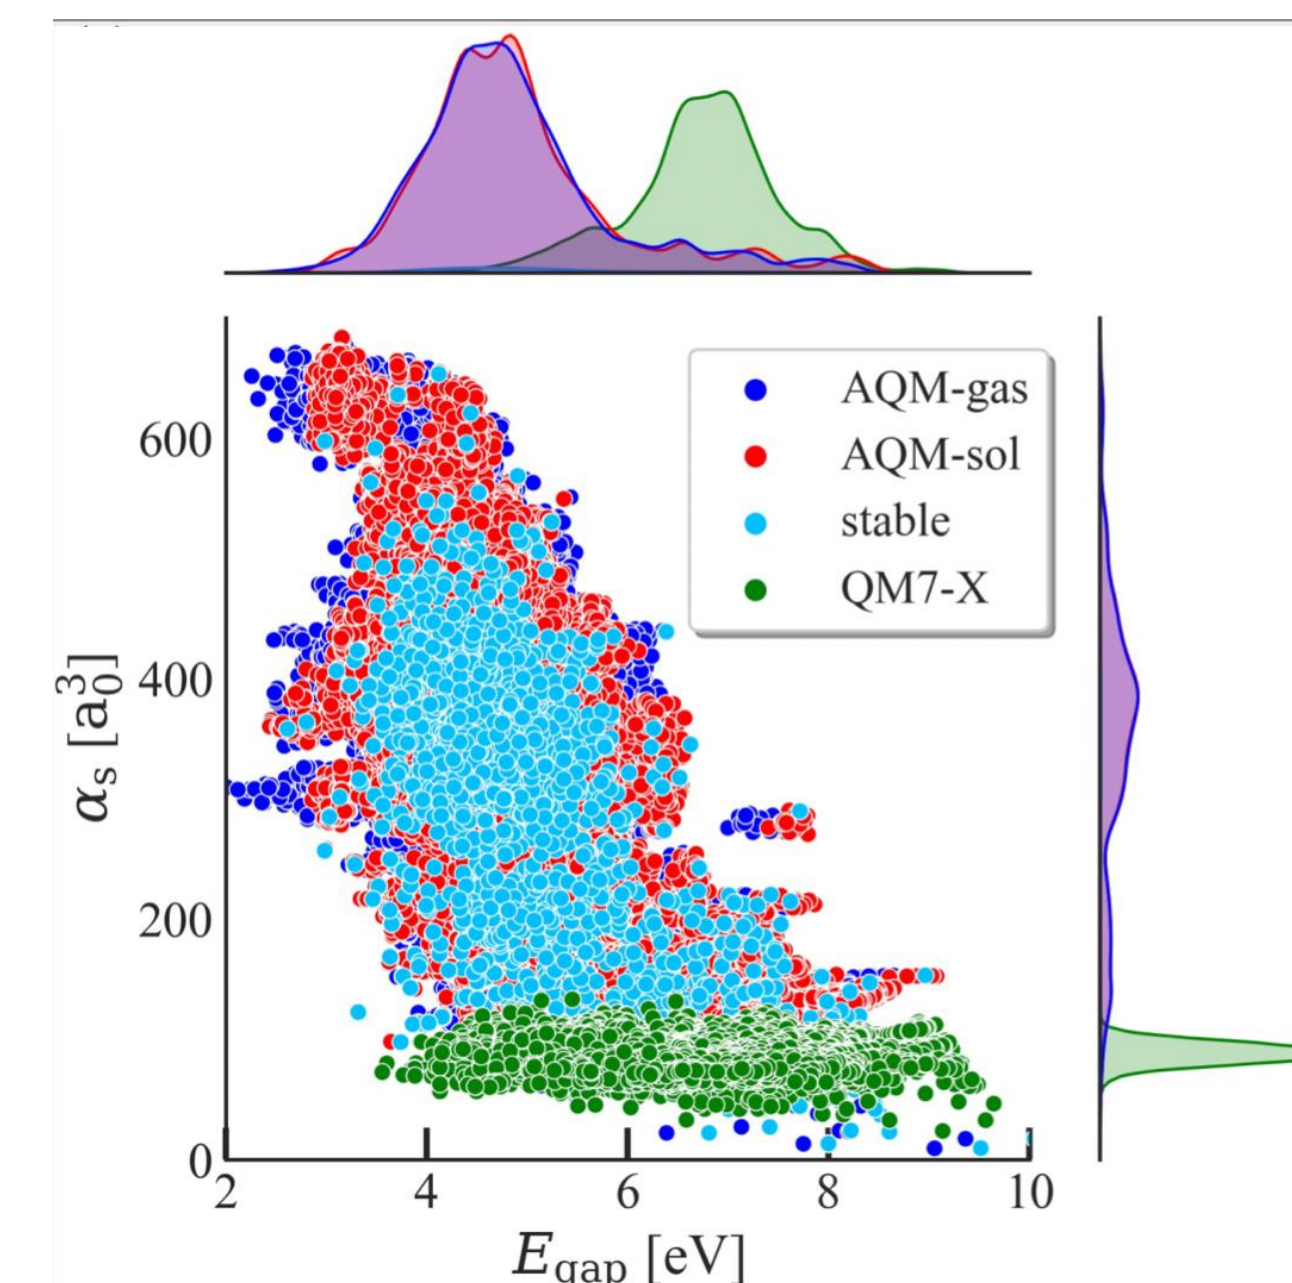 AQM-gas
AQM-sol
stable
QM7-X
600
400
200
0
αs [a₀³]
2 4 6 8 10
Egap [eV]